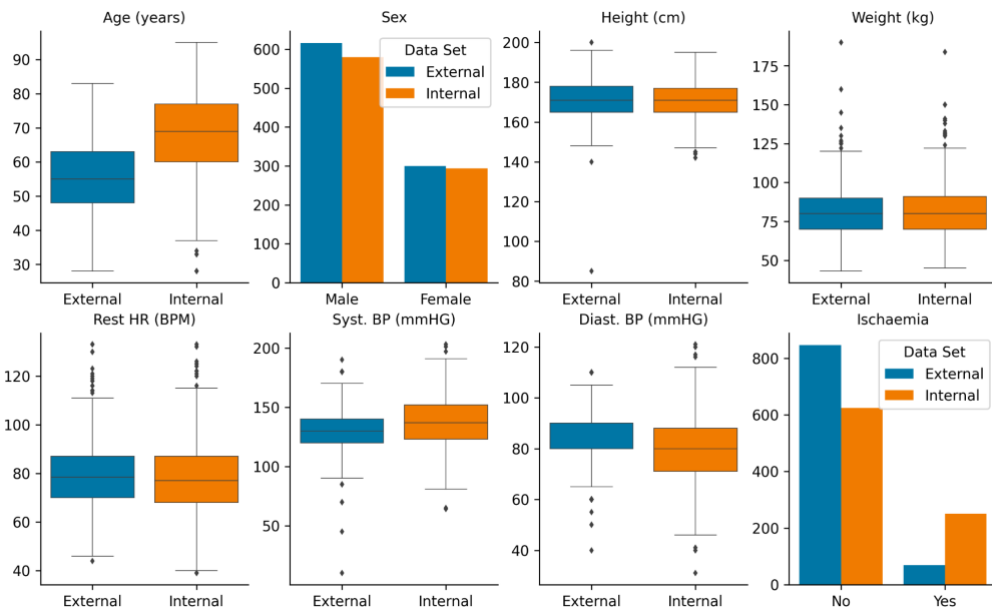 Age (years)
Sex
Height (cm)
Weight (kg)
90
80
70
60
50
40
30
External
Internal
600
500
400
300
200
100
0
Data Set
External
Internal
Male
Female
200
180
160
140
120
100
80
External
Internal
175
150
125
100
75
50
External
Internal
Rest HR (BPM)
Syst. BP (mmHG)
Diast. BP (mmHG)
Ischaemia
120
100
80
60
40
External
Internal
200
150
100
50
External
Internal
120
100
80
60
40
External
Internal
800
600
400
200
0
Data Set
External
Internal
No
Yes